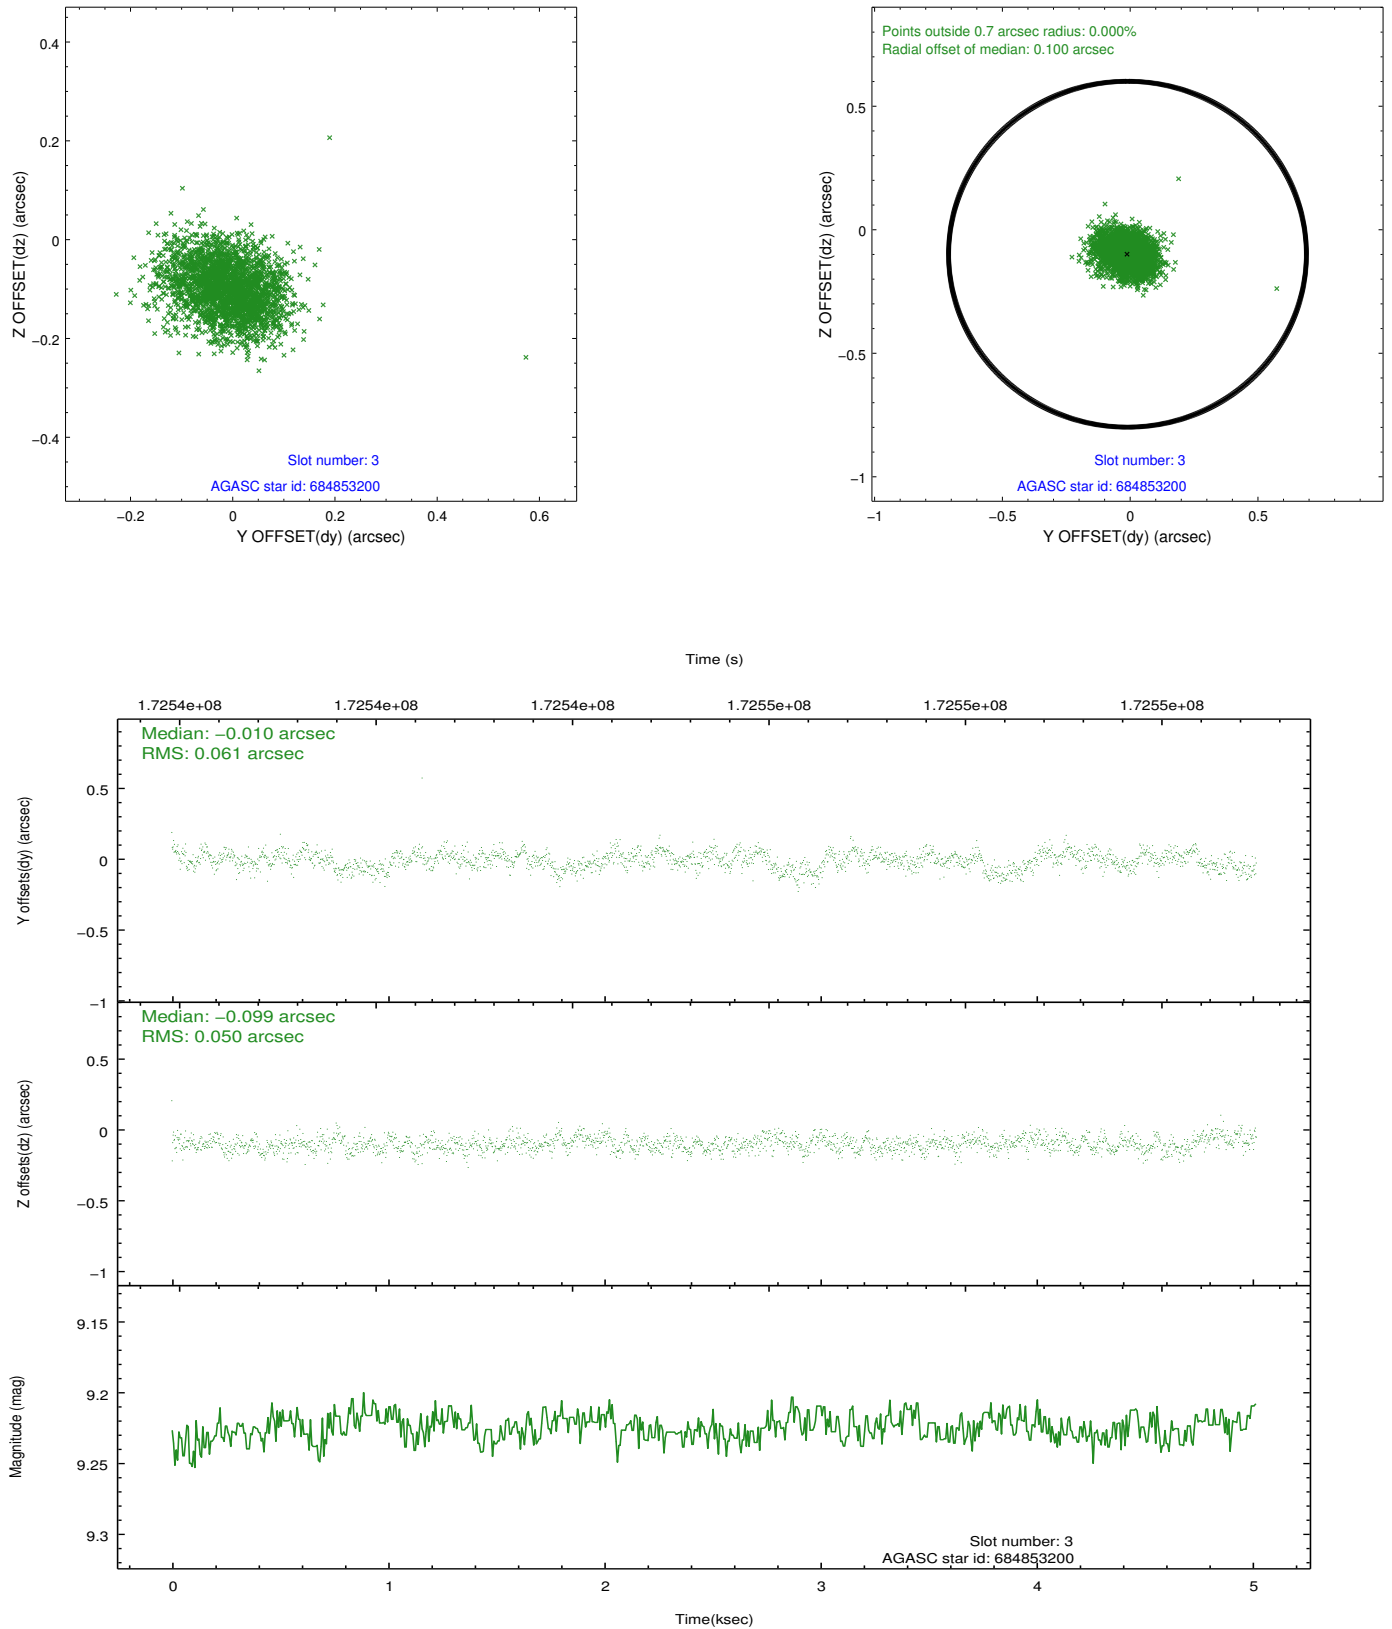 0.4
0.2
0
−0.2
−0.4
Z OFFSET(dz) (arcsec)
Slot number: 3
AGASC star id: 684853200
−0.2
0
0.2
0.4
0.6
Y OFFSET(dy) (arcsec)
Points outside 0.7 arcsec radius: 0.000%
Radial offset of median: 0.100 arcsec
0.5
0
−0.5
−1
Z OFFSET(dz) (arcsec)
Slot number: 3
AGASC star id: 684853200
−1
−0.5
0
0.5
Y OFFSET(dy) (arcsec)
Time (s)
1.7254e+08
1.7254e+08
1.7254e+08
1.7255e+08
1.7255e+08
1.7255e+08
Median: −0.010 arcsec
RMS: 0.061 arcsec
0.5
0
−0.5
−1
Y offsets(dy) (arcsec)
Median: −0.099 arcsec
RMS: 0.050 arcsec
0.5
0
−0.5
−1
Z offsets(dz) (arcsec)
9.15
9.2
9.25
9.3
Magnitude (mag)
Slot number: 3
AGASC star id: 684853200
0
1
2
3
4
5
Time(ksec)